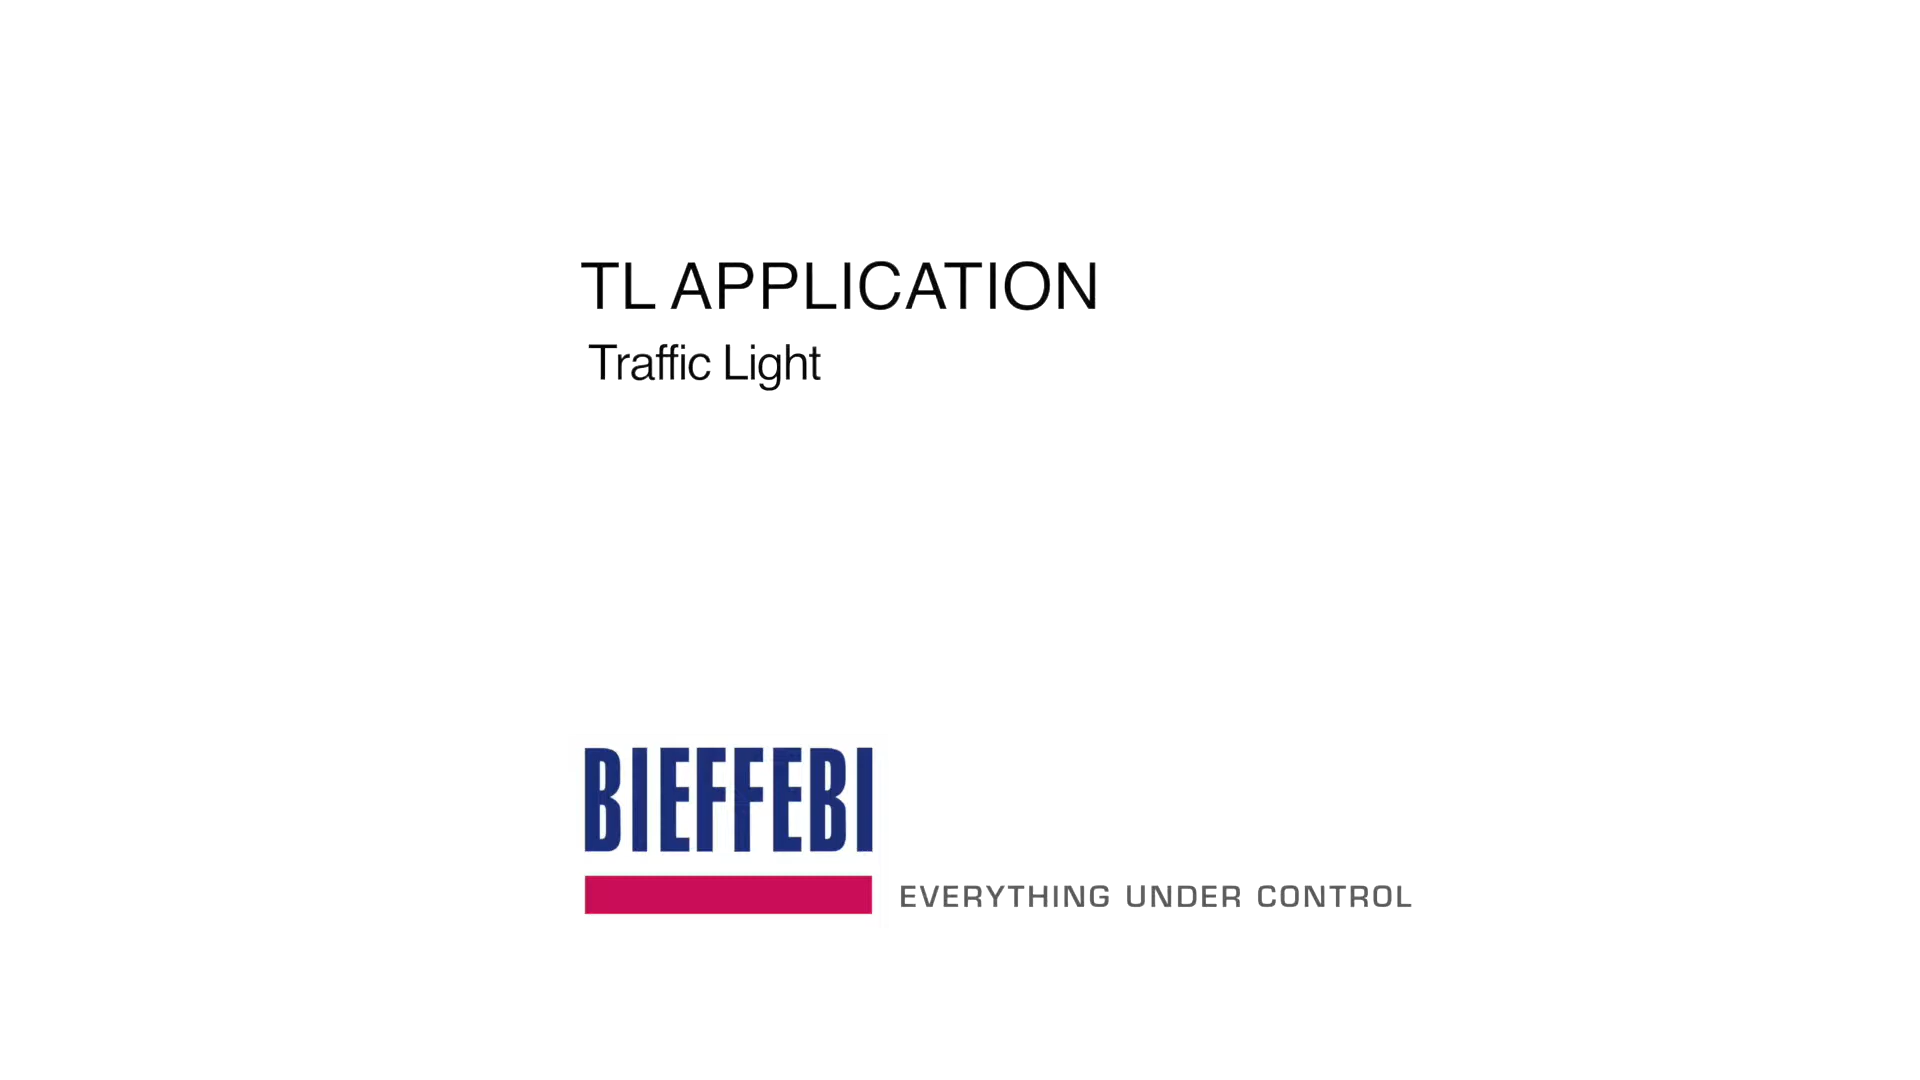 TL APPLICATION
Traffic Light
BIEFFEBI
EVERYTHING UNDER CONTROL